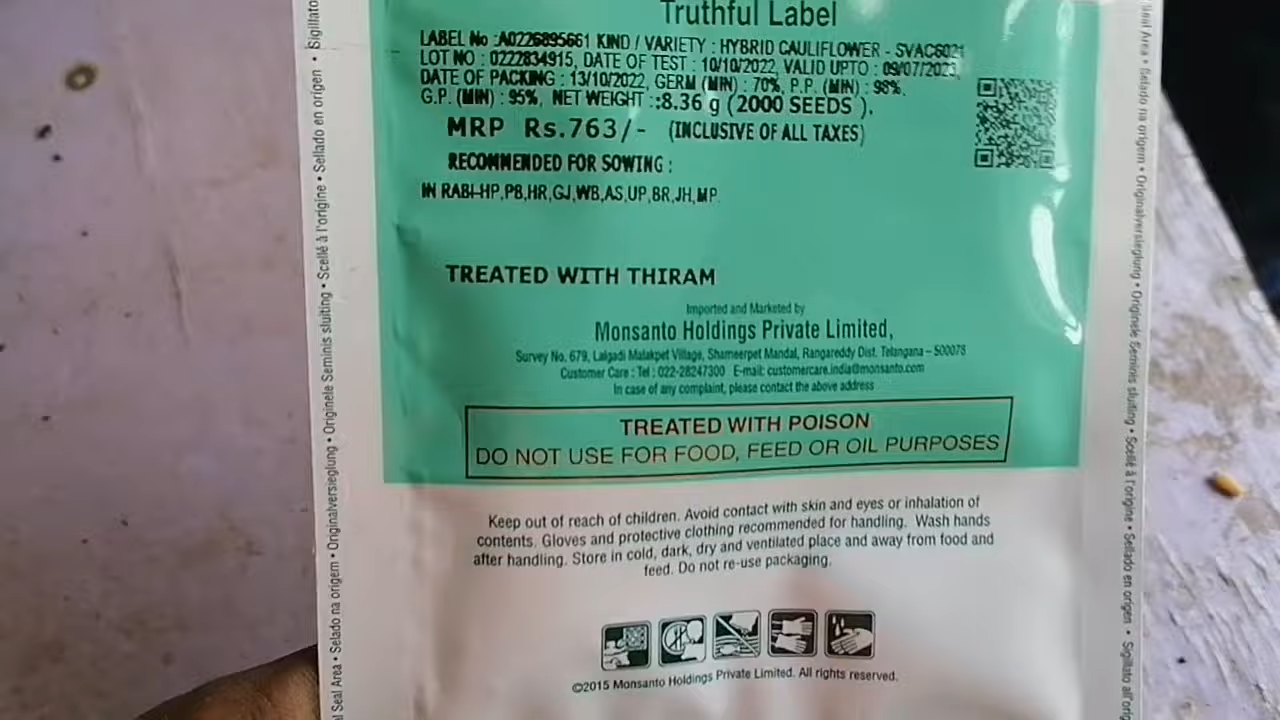 Truthful Label
LABEL No :A0226895661 KIND / VARIETY : HYBRID CAULIFLOWER - SVAC6021
LOT NO : 0222834915, DATE OF TEST : 10/10/2022, VALID UPTO : 09/07/2023,
DATE OF PACKING : 13/10/2022, GERM (MIN) : 70%, P.P. (MIN) : 98%,
G.P. (MIN) : 95%, NET WEIGHT ::8.36 g (2000 SEEDS ).
MRP Rs.763/- (INCLUSIVE OF ALL TAXES)
RECOMMENDED FOR SOWING :
IN RABI-HP,PB,HR,GJ,WB,AS,UP,BR,JH,MP.
TREATED WITH THIRAM
Imported and Marketed by
Monsanto Holdings Private Limited,
Survey No. 679, Lalgadi Malakpet Village, Shameerpet Mandal, Rangareddy Dist. Telangana – 500078
Customer Care : Tel : 022-28247300 E-mail: customercare.india@monsanto.com
In case of any complaint, please contact the above address
TREATED WITH POISON
DO NOT USE FOR FOOD, FEED OR OIL PURPOSES
Keep out of reach of children. Avoid contact with skin and eyes or inhalation of
contents. Gloves and protective clothing recommended for handling. Wash hands
after handling. Store in cold, dark, dry and ventilated place and away from food and
feed. Do not re-use packaging.
©2015 Monsanto Holdings Private Limited. All rights reserved.
al Seal Area • Selado na origem • Originalversieglung • Originele Seminis sluiting • Scellé à l'origine • Sellado en origen • Sigillato
Seal Area • Selado na origem • Originalversieglung • Originele Seminis sluiting • Scellé à l'origine • Sellado en origen • Sigillato all'ori